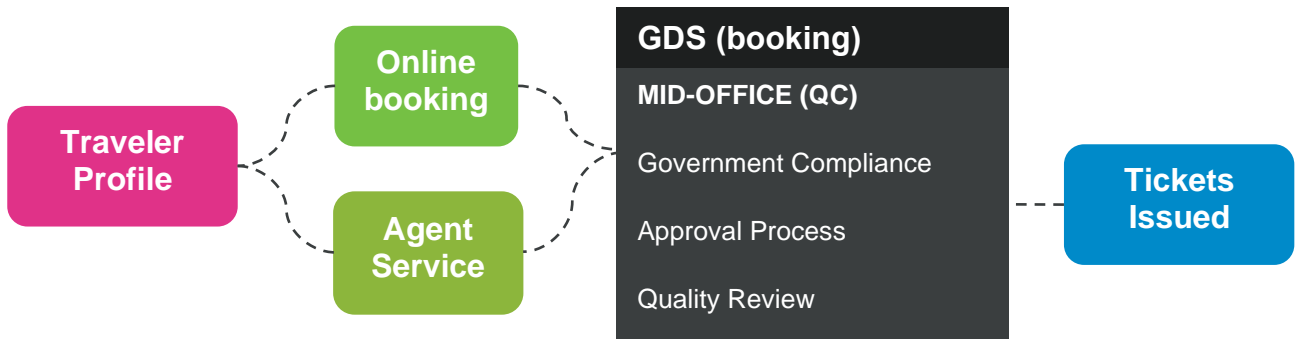 Traveler
Profile
Online
booking
Agent
Service
GDS (booking)
MID-OFFICE (QC)
Government Compliance
Approval Process
Quality Review
Tickets
Issued